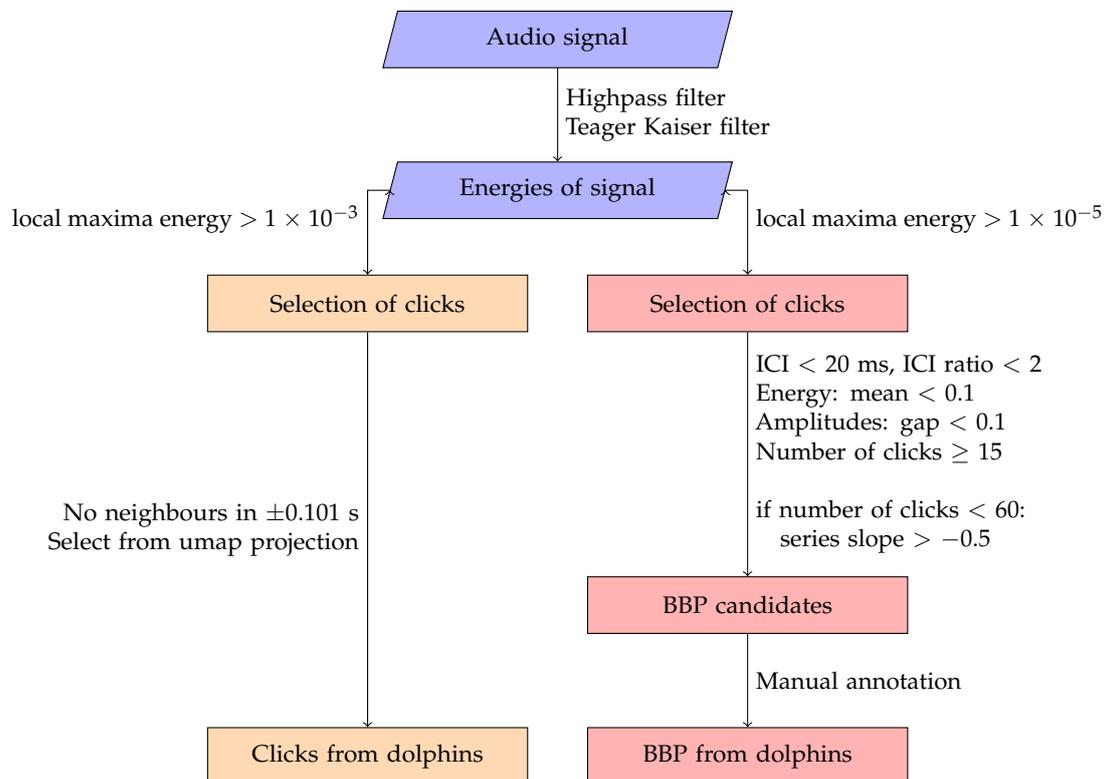 Audio signal
Highpass filter
Teager Kaiser filter
Energies of signal
local maxima energy > 1 × 10⁻³
local maxima energy > 1 × 10⁻⁵
Selection of clicks
Selection of clicks
ICI < 20 ms, ICI ratio < 2
Energy: mean < 0.1
Amplitudes: gap < 0.1
Number of clicks ≥ 15
No neighbours in ±0.101 s
Select from umap projection
if number of clicks < 60:
series slope > −0.5
BBP candidates
Manual annotation
Clicks from dolphins
BBP from dolphins